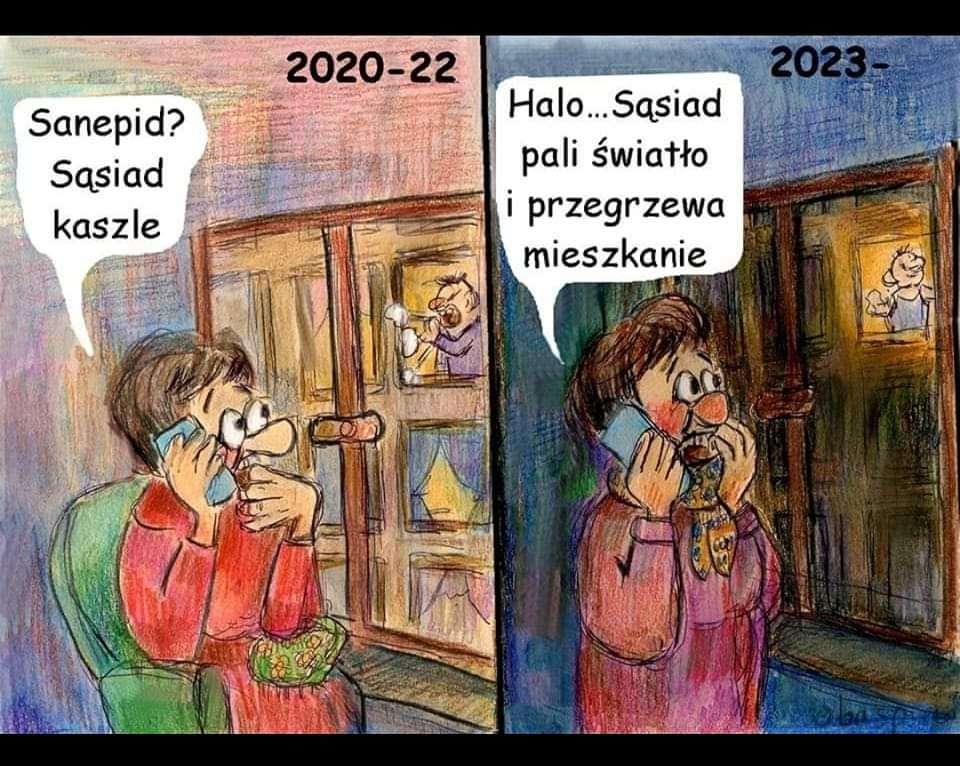 2020-22
Sanepid?
Sąsiad
kaszle
2023-
Halo...Sąsiad
pali światło
i przegrzewa
mieszkanie